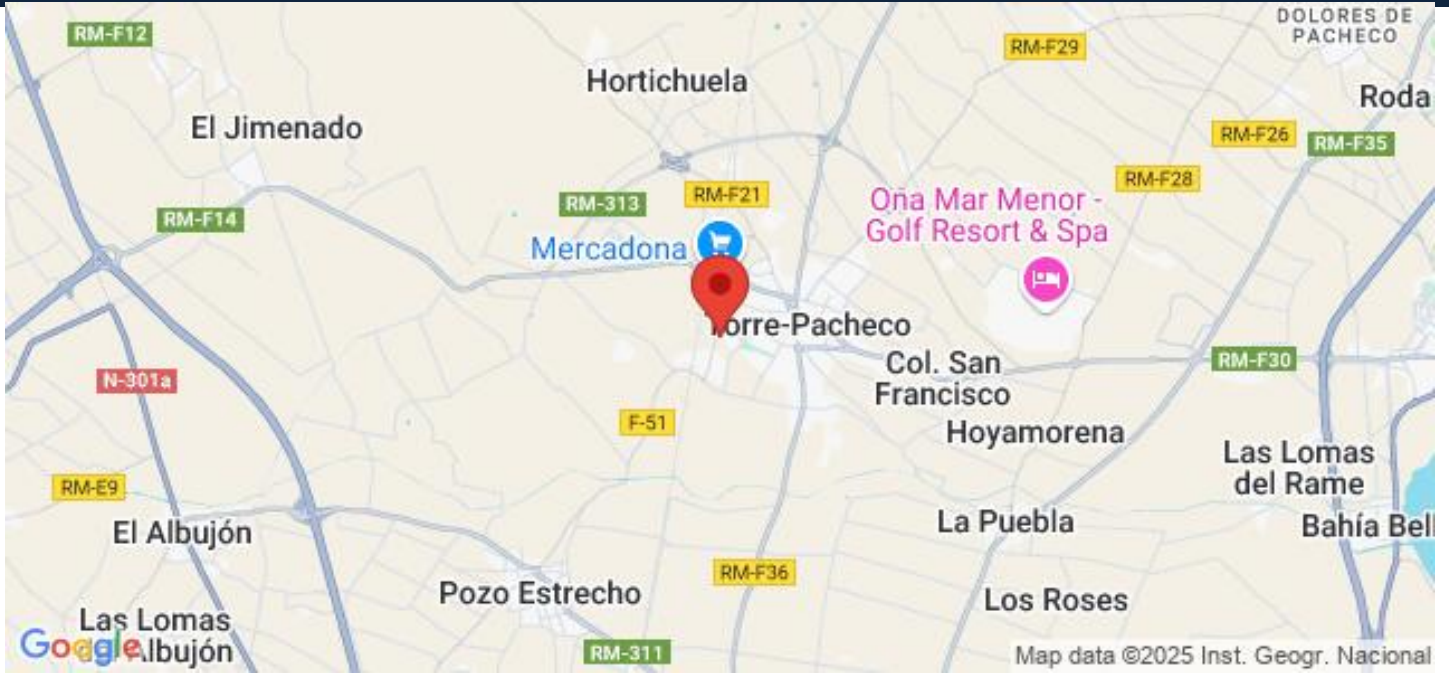 DOLORES DE
PACHECO
RM-F12
RM-F29
Hortichuela
Roda
El Jimenado
RM-F26
RM-F35
RM-F28
RM-F21
RM-313
RM-F14
Oña Mar Menor -
Golf Resort & Spa
Mercadona
Torre-Pacheco
Col. San
Francisco
RM-F30
N-301a
F-51
Hoyamorena
Las Lomas
del Rame
RM-E9
El Albujón
La Puebla
Bahía Bell
RM-F36
Pozo Estrecho
Los Roses
Las Lomas
Albujón
Google
RM-311
Map data ©2025 Inst. Geogr. Nacional